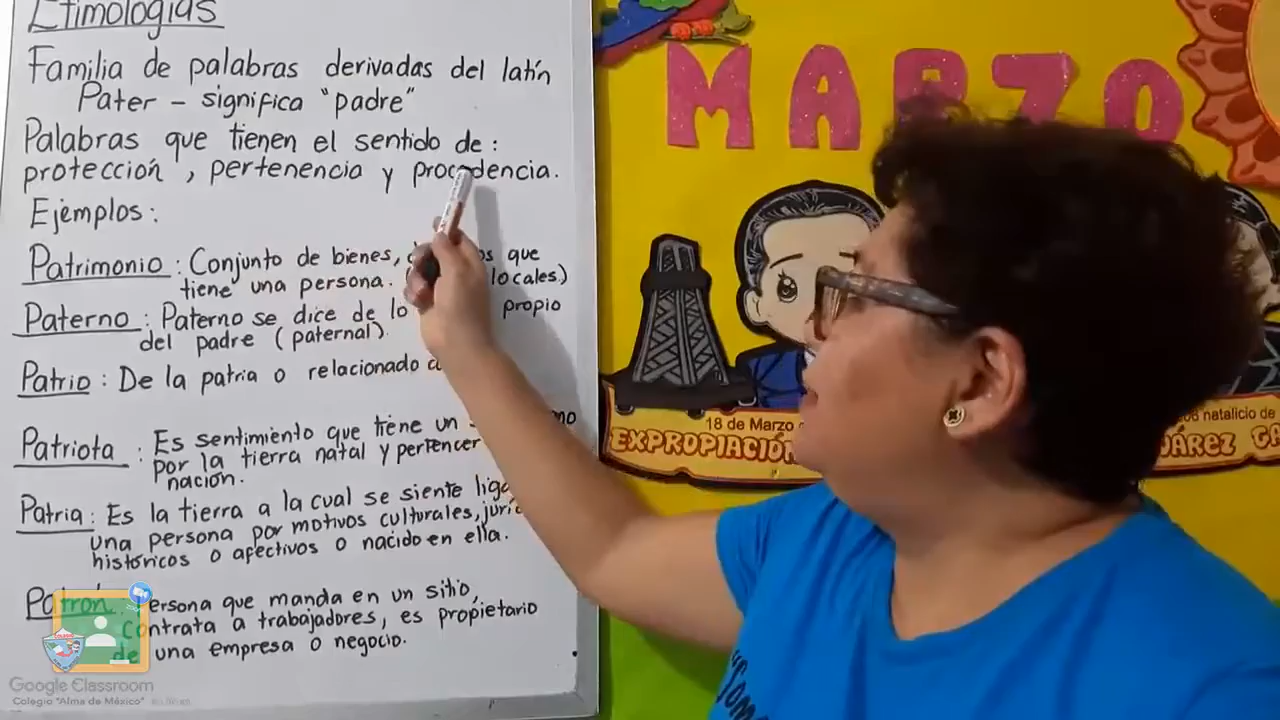 Etimologías
Familia de palabras derivadas del latín
Pater - significa "padre"
Palabras que tienen el sentido de:
protección, pertenencia y procedencia.
Ejemplos:
Patrimonio: Conjunto de bienes, que
tiene una persona. locales.)
Paterno: Paterno se dice de lo propio
del padre (paternal).
Patrio: De la patria o relacionado
Patriota: Es sentimiento que tiene un
por la tierra natal y pertenecer
nación.
Patria: Es la tierra a la cual se siente
una persona por motivos culturales,
históricos o afectivos o nacido en ella.
Patrón: Persona que manda en un sitio,
Contrata a trabajadores, es propietario
de una empresa o negocio.
Google Classroom
Colegio "Alma de México"
MARZO
18 de Marzo
EXPROPIACIÓN
natalicio de